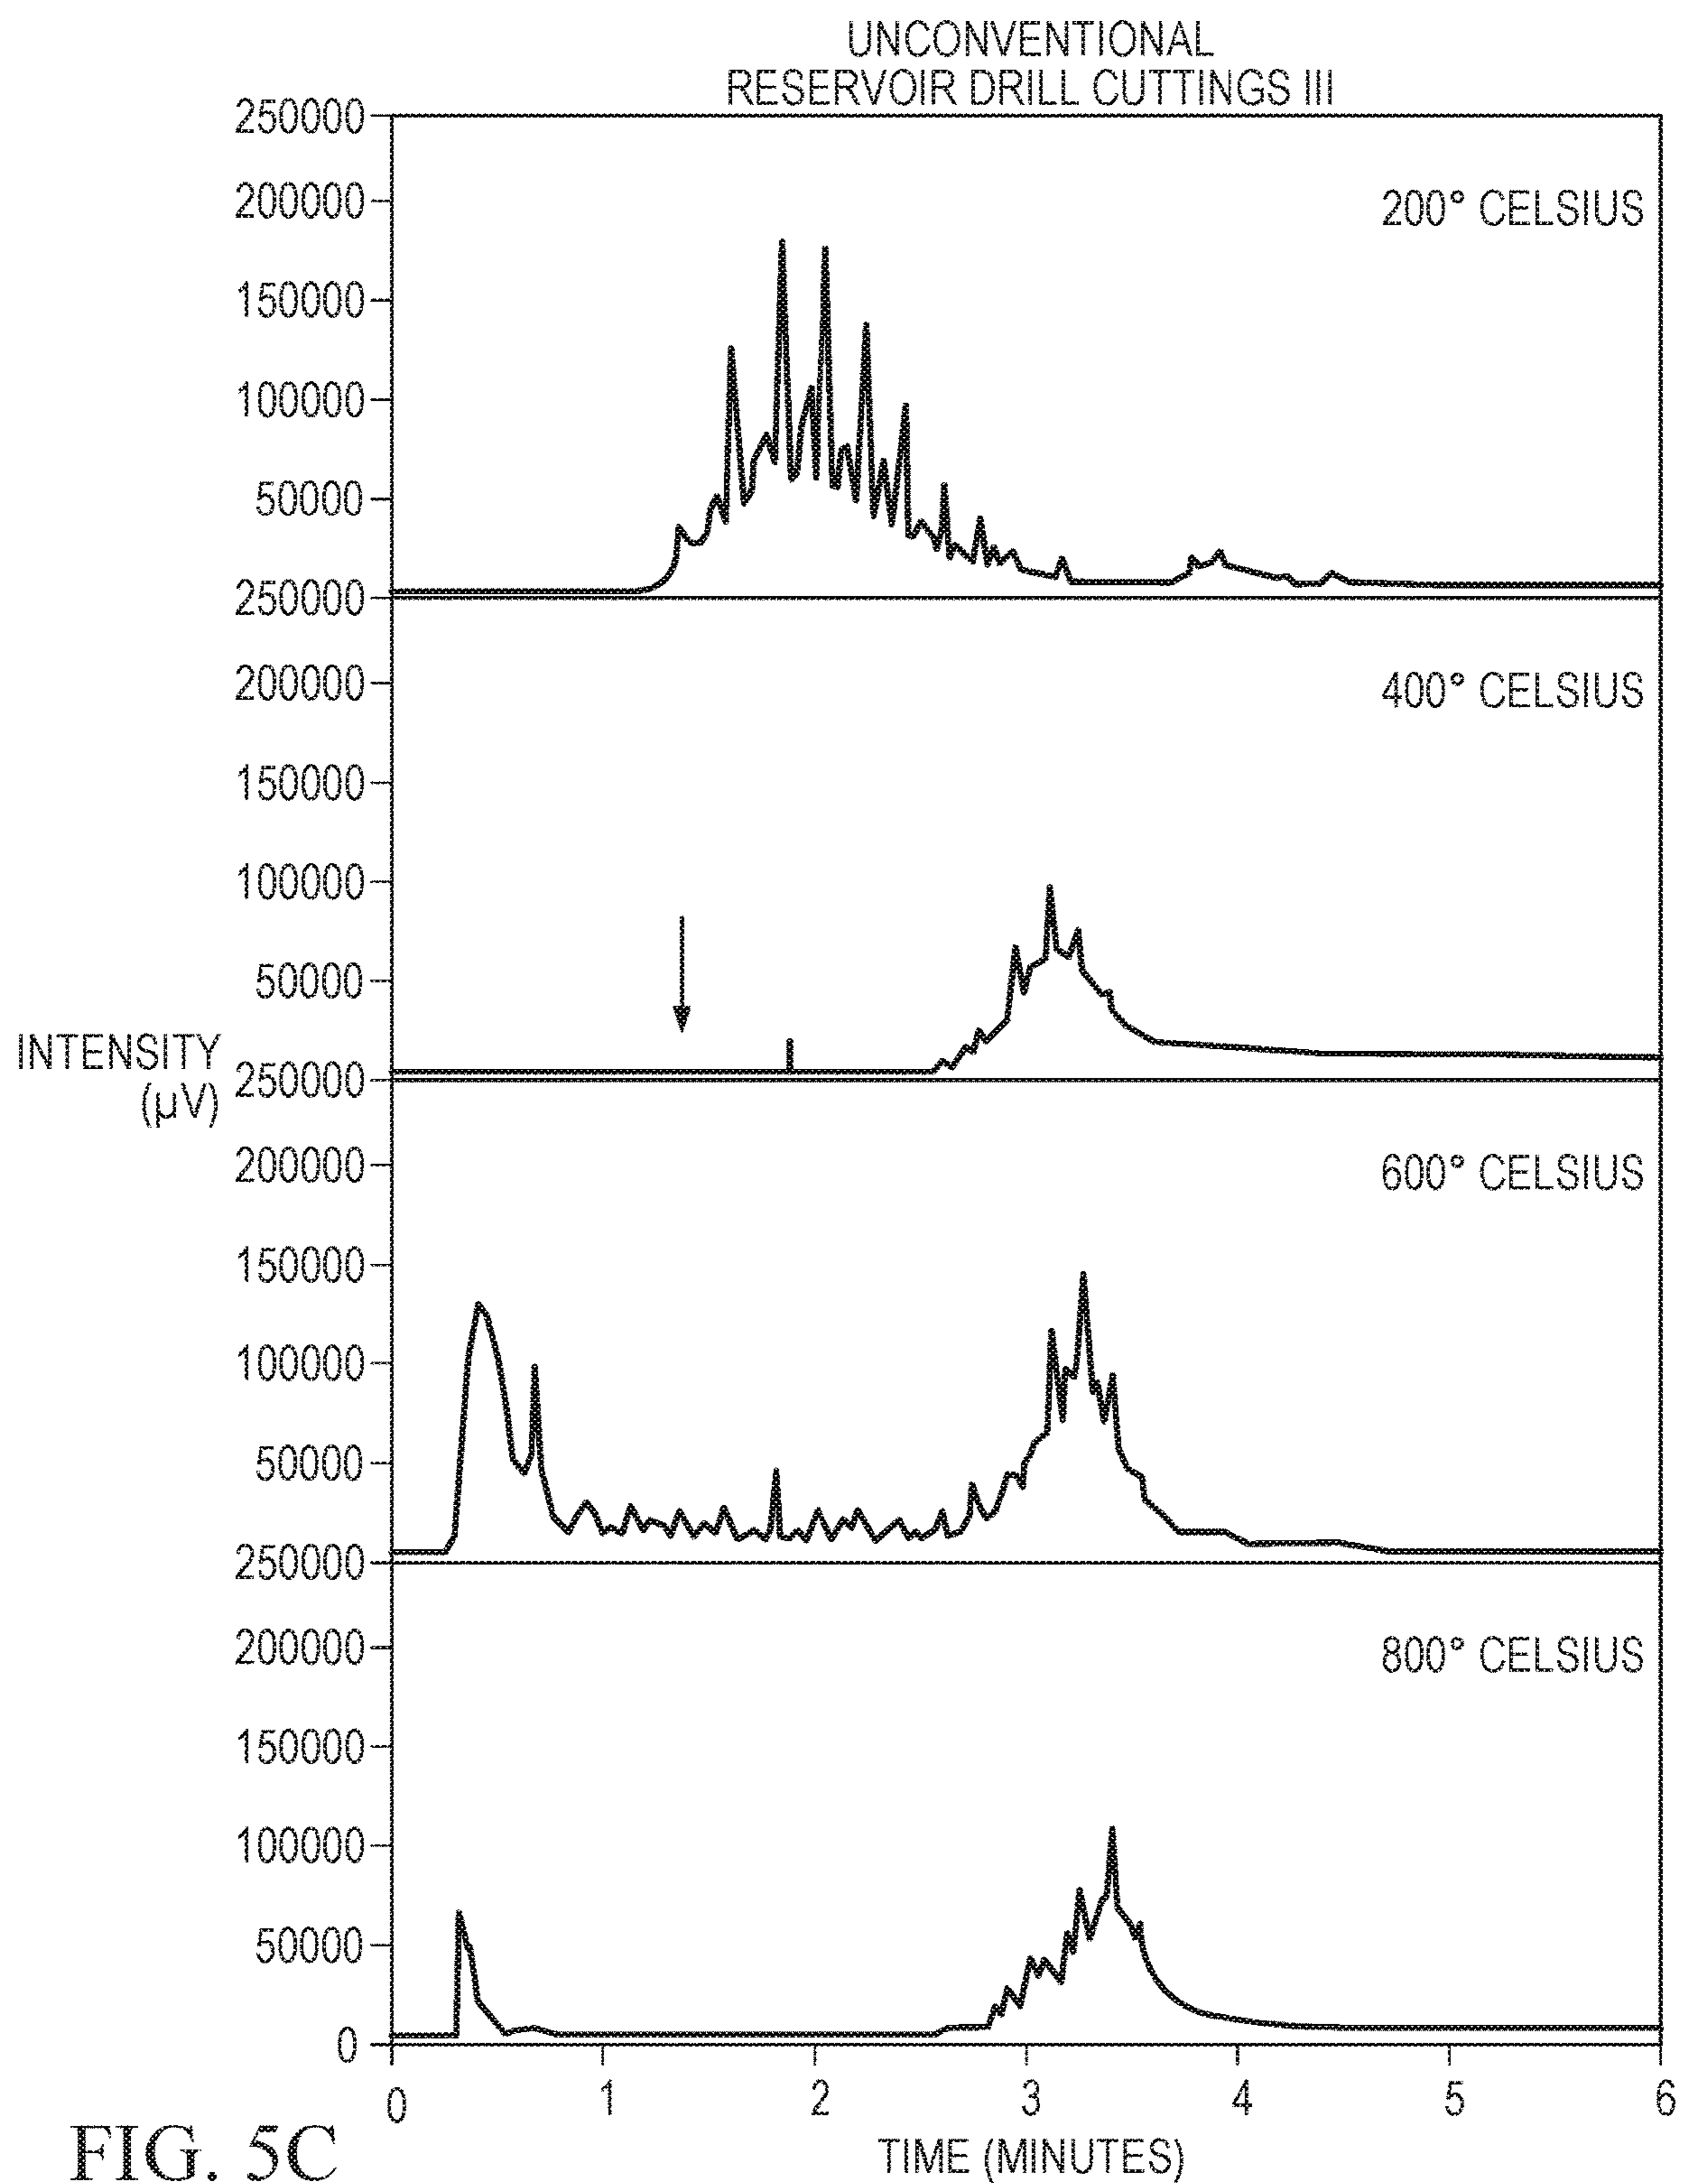 UNCONVENTIONAL
RESERVOIR DRILL CUTTINGS III
250000
200000
200° CELSIUS
150000
100000
50000
250000
200000
400° CELSIUS
150000
100000
50000
INTENSITY
(µV)
250000
200000
600° CELSIUS
150000
100000
50000
250000
200000
800° CELSIUS
150000
100000
50000
0
0 1 2 3 4 5 6
TIME (MINUTES)
FIG. 5C